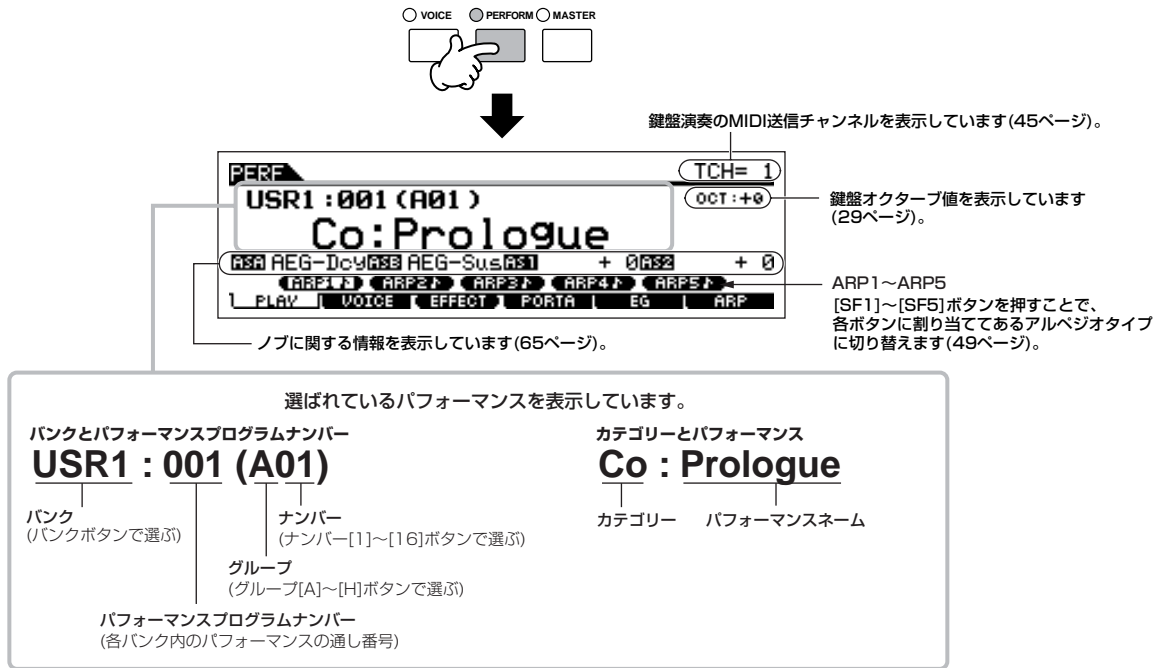 VOICE PERFORM MASTER
鍵盤演奏のMIDI送信チャンネルを表示しています(45ページ)。
PERF
TCH= 1
USR1:001(A01)
OCT:+0
鍵盤オクターブ値を表示しています
(29ページ)。
Co:Prologue
ASA AEG-Dcy ASB AEG-Sus AS1 + 0 AS2 + 0
ARP1♪ ARP2♪ ARP3♪ ARP4♪ ARP5♪
PLAY VOICE EFFECT PORTA EG ARP
ARP1〜ARP5
[SF1]〜[SF5]ボタンを押すことで、
各ボタンに割り当ててあるアルペジオタイプ
に切り替えます(49ページ)。
ノブに関する情報を表示しています(65ページ)。
選ばれているパフォーマンスを表示しています。
バンクとパフォーマンスプログラムナンバー
USR1 : 001 (A01)
バンク
(バンクボタンで選ぶ)
ナンバー
(ナンバー[1]〜[16]ボタンで選ぶ)
グループ
(グループ[A]〜[H]ボタンで選ぶ)
パフォーマンスプログラムナンバー
(各バンク内のパフォーマンスの通し番号)
カテゴリーとパフォーマンス
Co : Prologue
カテゴリー パフォーマンスネーム